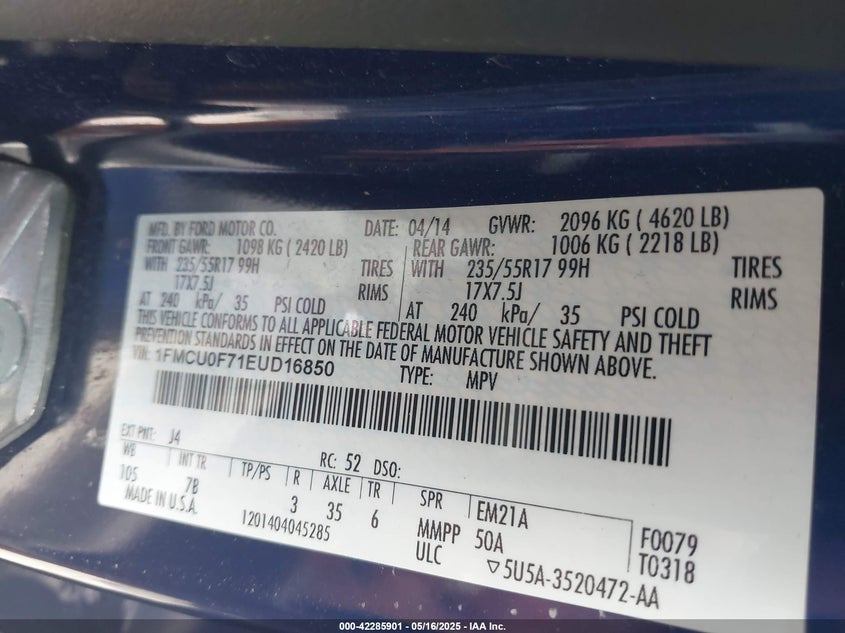 MFD. BY FORD MOTOR CO. DATE: 04/14 GVWR: 2096 KG ( 4620 LB)
FRONT GAWR: 1098 KG ( 2420 LB) REAR GAWR: 1006 KG ( 2218 LB)
WITH 235/55R17 99H TIRES WITH 235/55R17 99H TIRES
17X7.5J RIMS 17X7.5J RIMS
AT 240 kPa/ 35 PSI COLD AT 240 kPa/ 35 PSI COLD
THIS VEHICLE CONFORMS TO ALL APPLICABLE FEDERAL MOTOR VEHICLE SAFETY AND THEFT
PREVENTION STANDARDS IN EFFECT ON THE DATE OF MANUFACTURE SHOWN ABOVE.
VIN: 1FMCU0F71EUD16850 TYPE: MPV
EXT PNT: J4 RC: 52 DSO:
WB INT TR TP/PS R AXLE TR SPR EM21A
105 7B 3 35 6 MMPP 50A F0079
MADE IN U.S.A. 1201404045285 ULC ▽5U5A-3520472-AA T0318
000-42285901 - 05/16/2025 - IAA Inc.